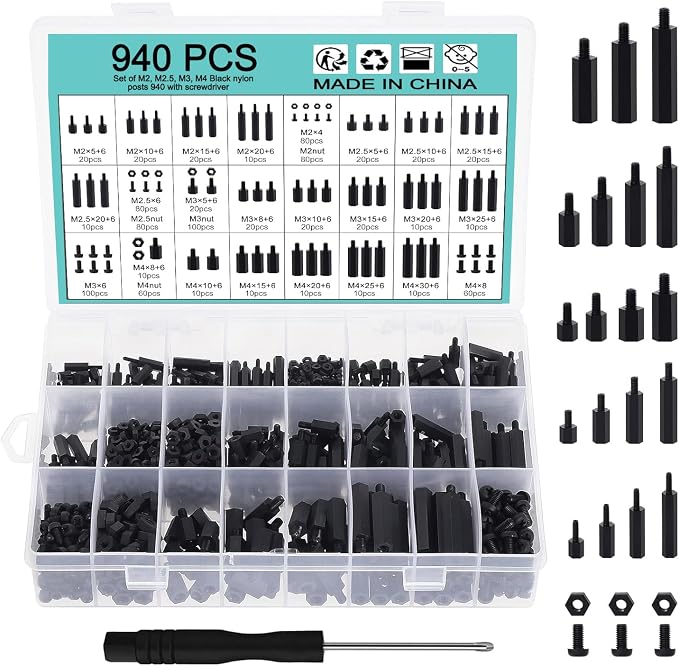 940 PCS
Set of M2, M2.5, M3, M4 Black nylon
posts 940 with screwdriver
0-5
MADE IN CHINA
M2×5+6
20pcs
M2×10+6
20pcs
M2×15+6
20pcs
M2×20+6
10pcs
M2×4
80pcs
M2nut
80pcs
M2.5×5+6
20pcs
M2.5×10+6
20pcs
M2.5×15+6
20pcs
M2.5×20+6
10pcs
M2.5×6
80pcs
M2.5nut
80pcs
M3×5+6
20pcs
M3nut
100pcs
M3×8+6
20pcs
M3×10+6
20pcs
M3×15+6
20pcs
M3×20+6
10pcs
M3×25+6
10pcs
M3×6
100pcs
M4×8+6
10pcs
M4nut
60pcs
M4×10+6
10pcs
M4×15+6
10pcs
M4×20+6
10pcs
M4×25+6
10pcs
M4×30+6
10pcs
M4×8
60pcs